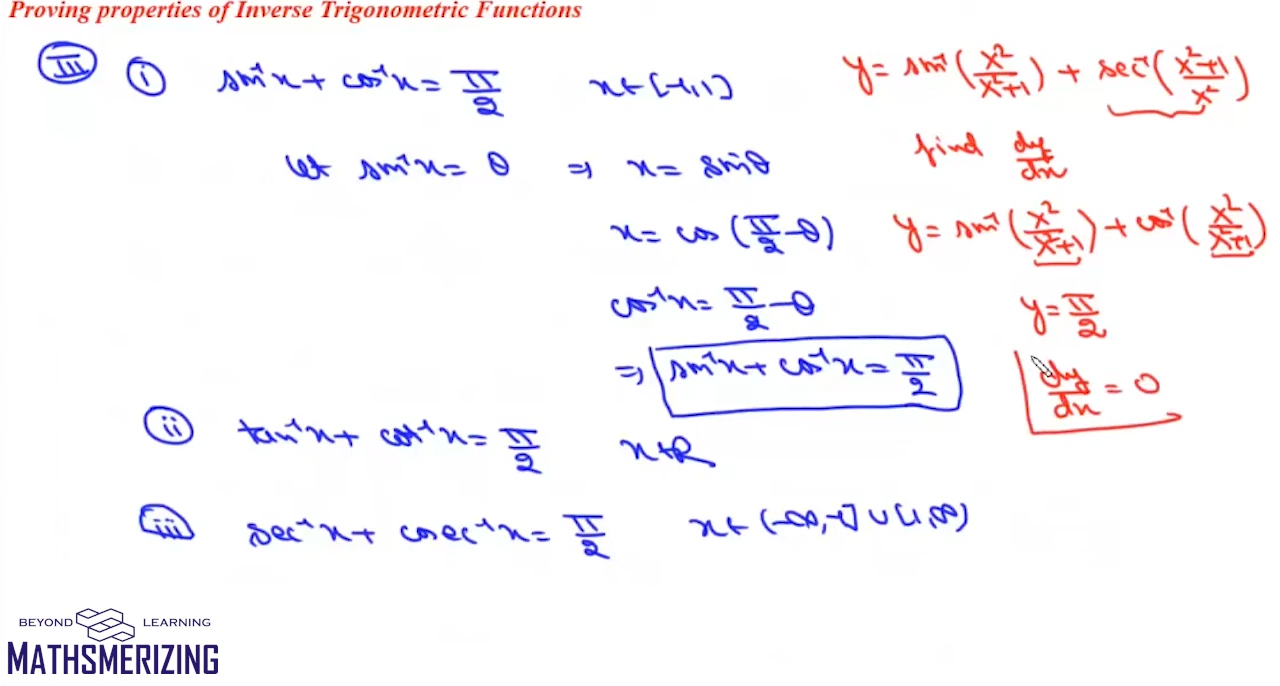 Proving properties of Inverse Trigonometric Functions
III i sin⁻¹x + cos⁻¹x = π/2 x ∈ [-1,1]
let sin⁻¹x = θ ⇒ x = sinθ
x = cos(π/2 - θ)
cos⁻¹x = π/2 - θ
⇒ sin⁻¹x + cos⁻¹x = π/2
ii tan⁻¹x + cot⁻¹x = π/2 x ∈ R
iii sec⁻¹x + cosec⁻¹x = π/2 x ∈ (-∞,-1] ∪ [1,∞)
y = sin⁻¹(x²/x²+1) + sec⁻¹(x²+1/x²)
find dy/dx
y = sin⁻¹(x²/x²+1) + cos⁻¹(x²/x²+1)
y = π/2
dy/dx = 0
BEYOND LEARNING
MATHSMERIZING